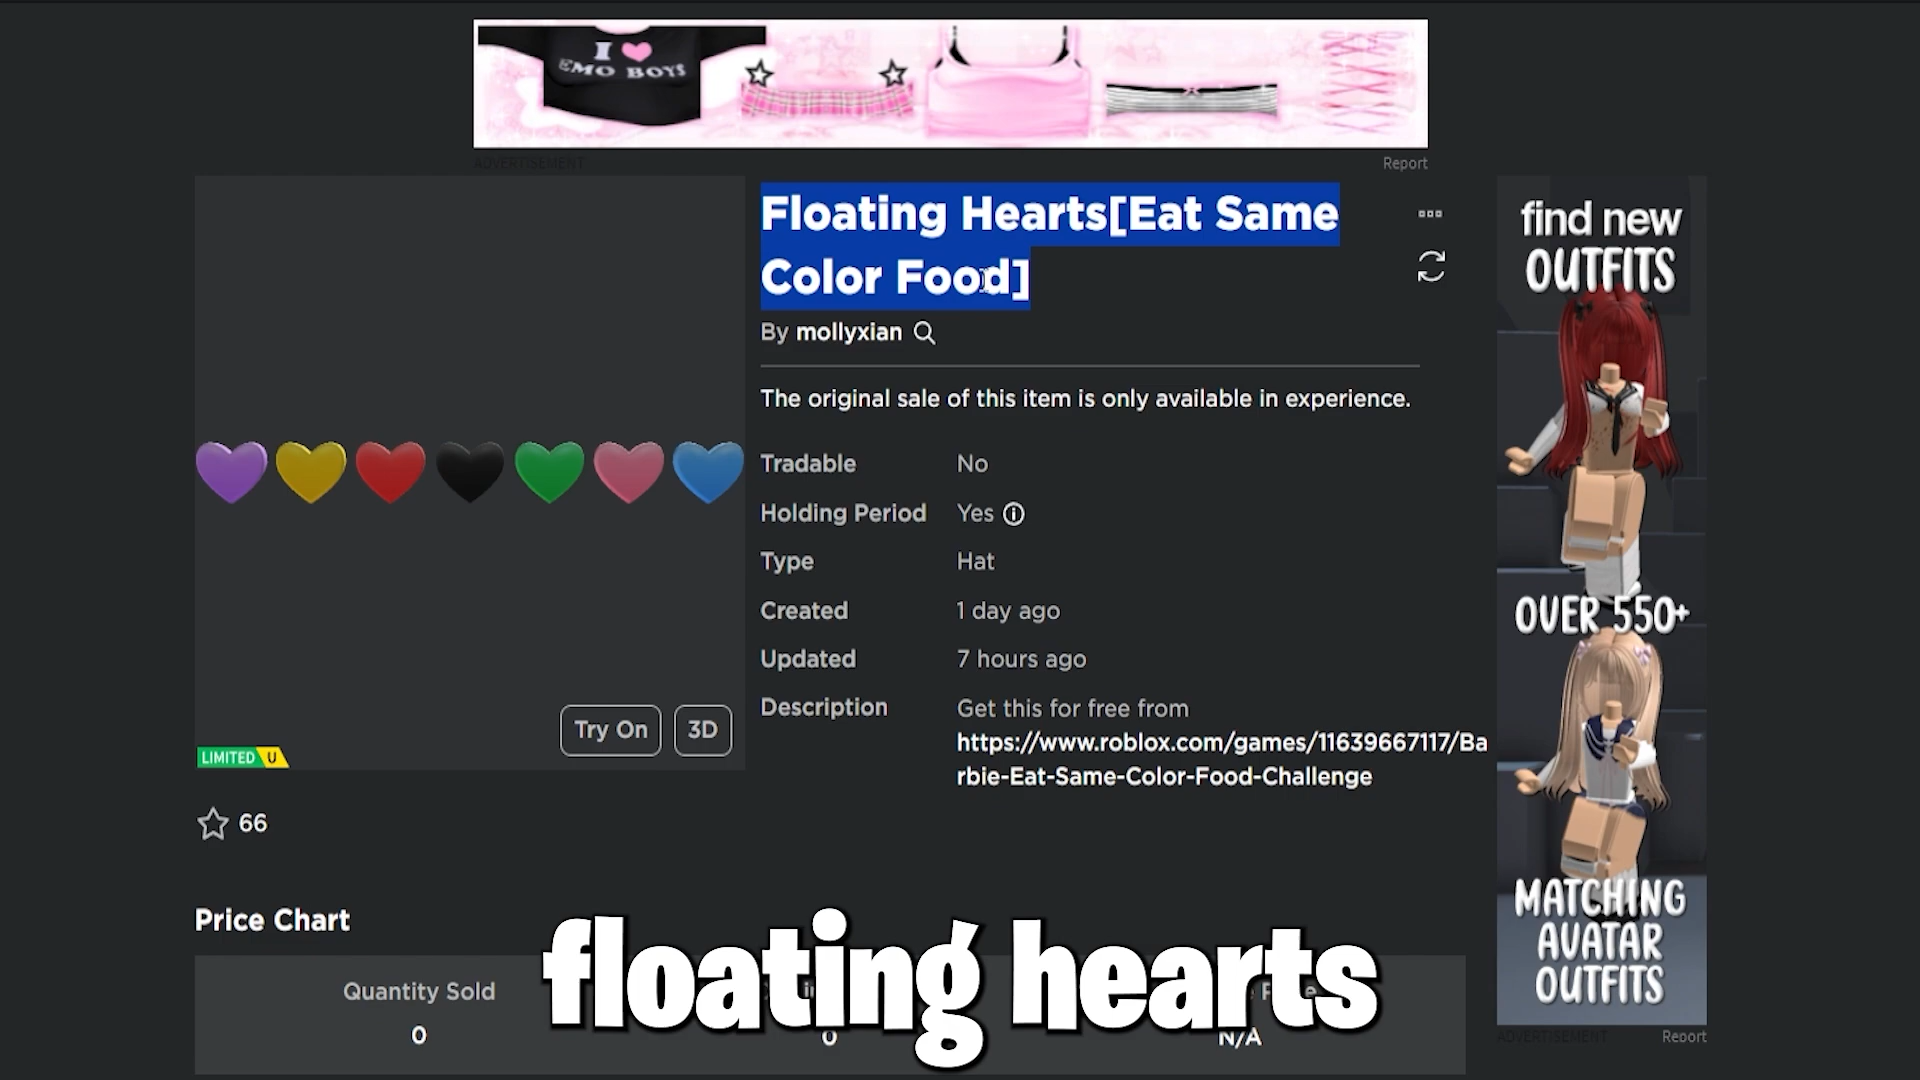 I ♥
EMO BOYS
ADVERTISEMENT
Report
Floating Hearts[Eat Same
Color Food]
By mollyxian
The original sale of this item is only available in experience.
Tradable No
Holding Period Yes
Type Hat
Created 1 day ago
Updated 7 hours ago
Description Get this for free from
https://www.roblox.com/games/11639667117/Ba
rbie-Eat-Same-Color-Food-Challenge
Try On 3D
LIMITED U
66
Price Chart
Quantity Sold
0
0
N/A
floating hearts
find new
OUTFITS
OVER 550+
MATCHING
AVATAR
OUTFITS
ADVERTISEMENT
Report